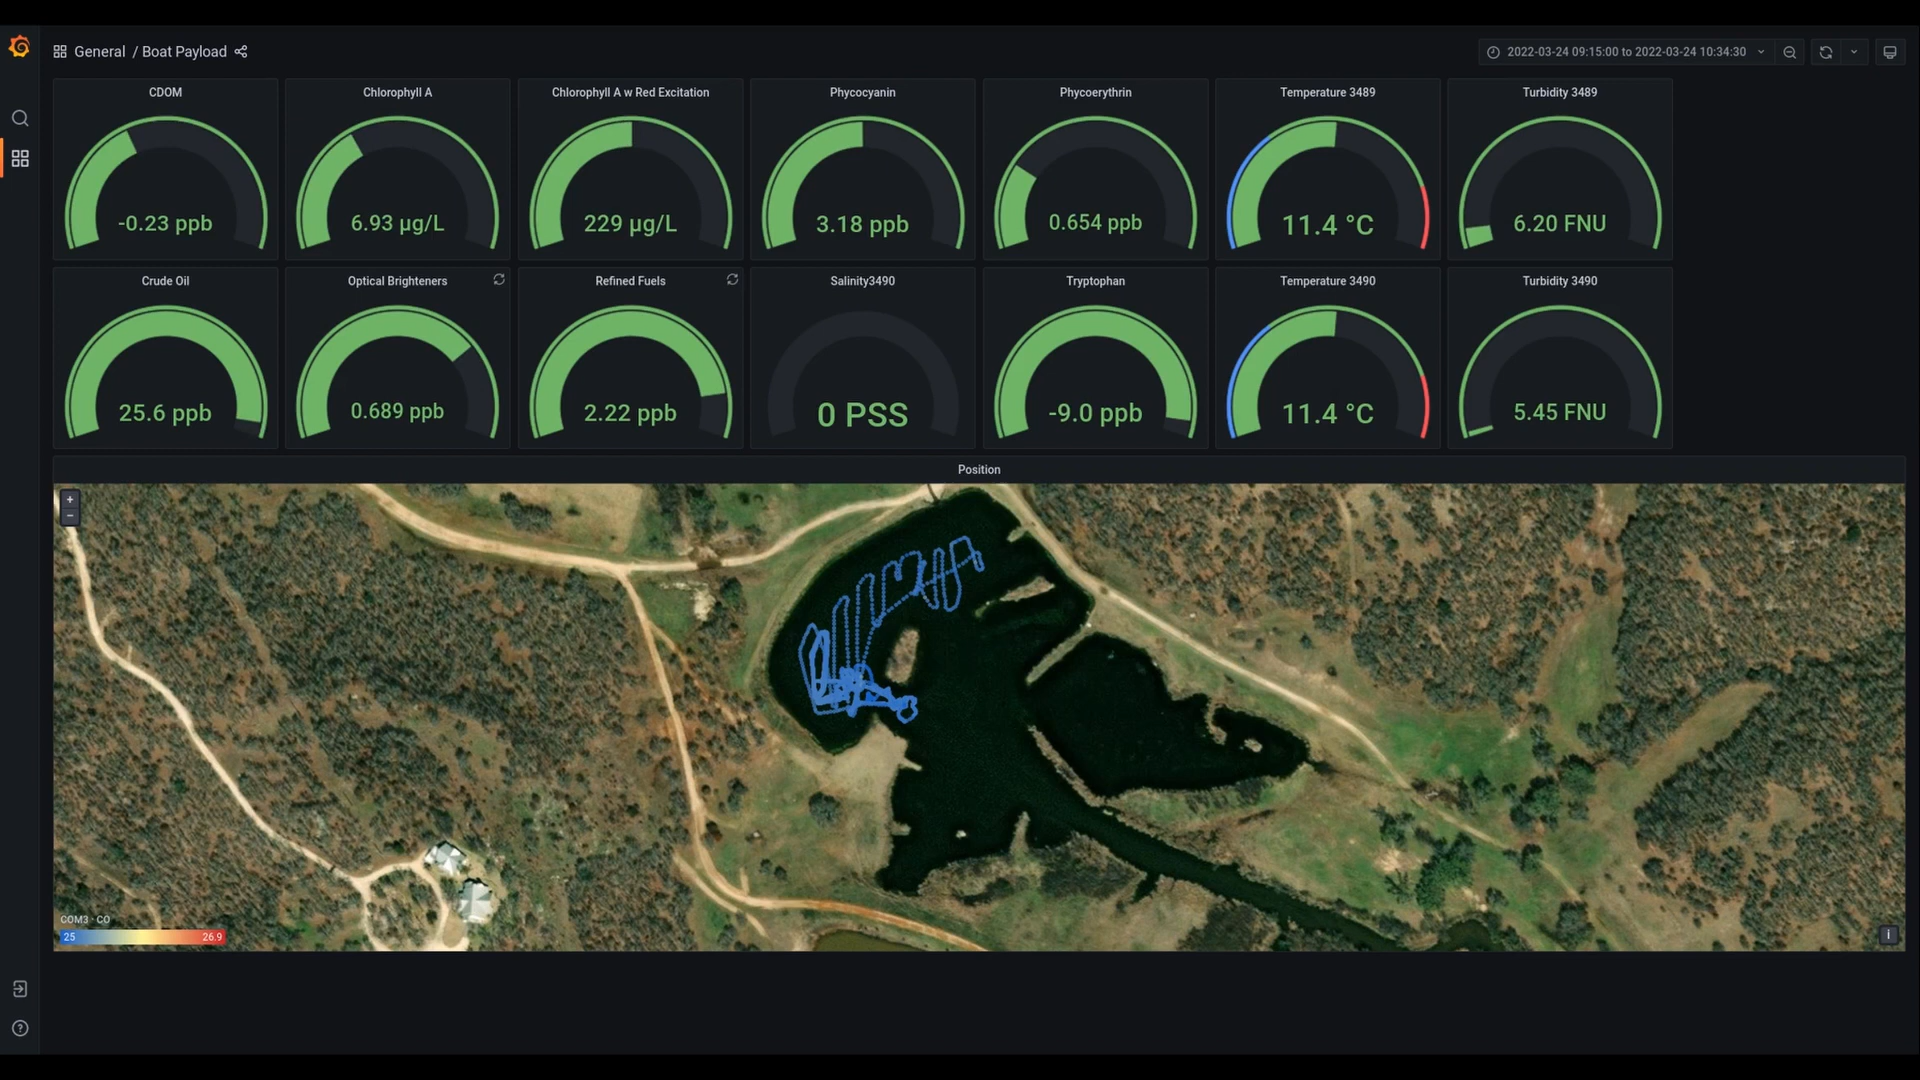 General / Boat Payload
2022-03-24 09:15:00 to 2022-03-24 10:34:30
CDOM
Chlorophyll A
Chlorophyll A w Red Excitation
Phycocyanin
Phycoerythrin
Temperature 3489
Turbidity 3489
-0.23 ppb
6.93 µg/L
229 µg/L
3.18 ppb
0.654 ppb
11.4 °C
6.20 FNU
Crude Oil
Optical Brighteners
Refined Fuels
Salinity3490
Tryptophan
Temperature 3490
Turbidity 3490
25.6 ppb
0.689 ppb
2.22 ppb
0 PSS
-9.0 ppb
11.4 °C
5.45 FNU
Position
+
−
COM3 · CO
25
26.9
i